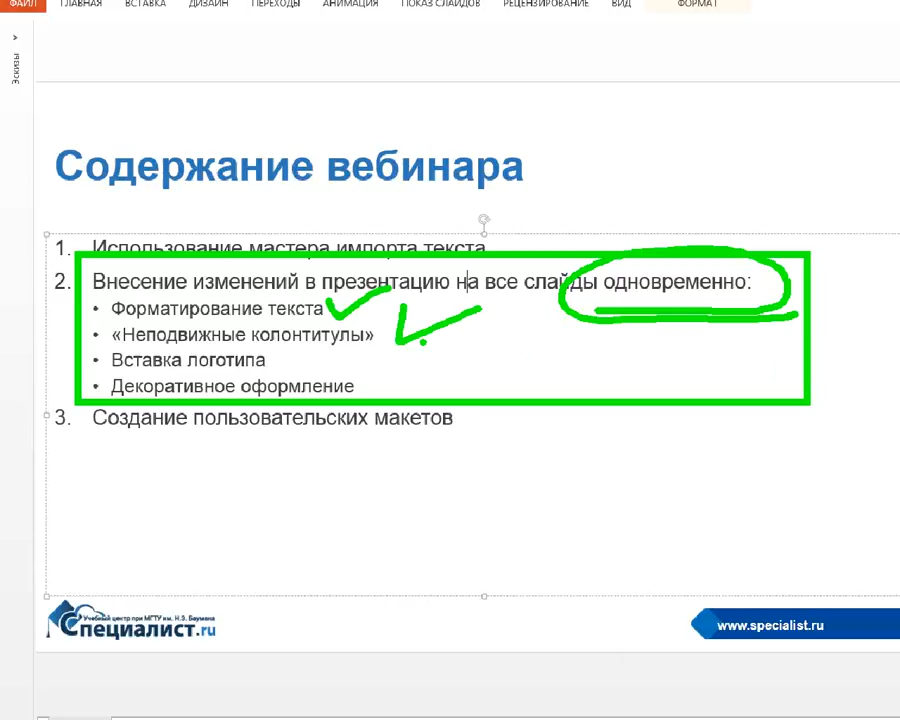 ФАЙЛ ГЛАВНАЯ ВСТАВКА ДИЗАЙН ПЕРЕХОДЫ АНИМАЦИЯ ПОКАЗ СЛАЙДОВ РЕЦЕНЗИРОВАНИЕ ВИД ФОРМАТ
Эскизы
Содержание вебинара
1. Использование мастера импорта текста
2. Внесение изменений в презентацию на все слайды одновременно:
• Форматирование текста
• «Неподвижные колонтитулы»
• Вставка логотипа
• Декоративное оформление
3. Создание пользовательских макетов
Учебный центр при МГТУ им. Н.Э. Баумана
Специалист.ru
www.specialist.ru